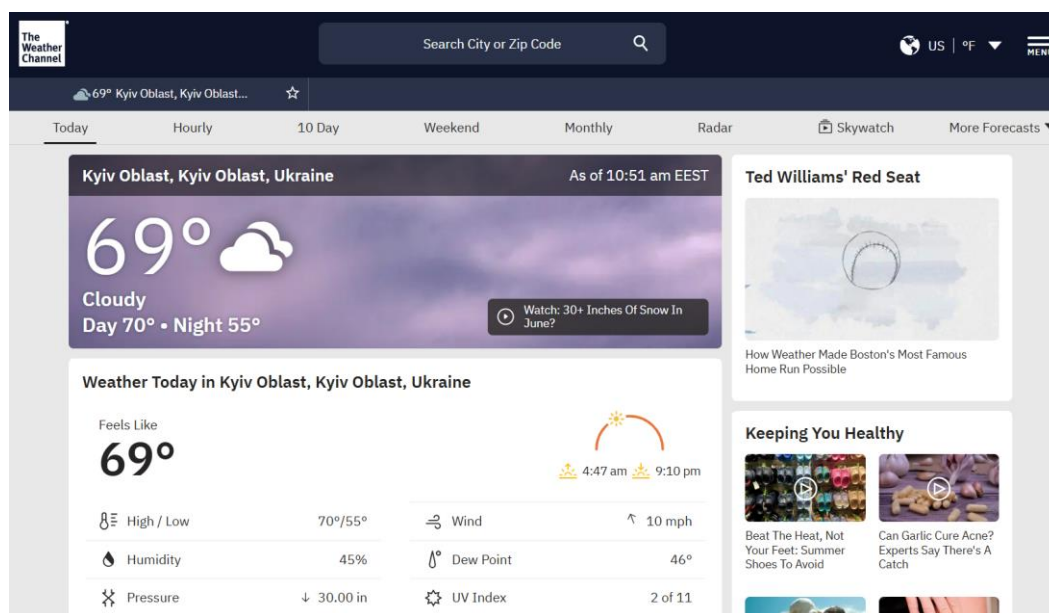 The
Weather
Channel
Search City or Zip Code
US | °F
MENU
69° Kyiv Oblast, Kyiv Oblast...
Today Hourly 10 Day Weekend Monthly Radar Skywatch More Forecasts
Kyiv Oblast, Kyiv Oblast, Ukraine As of 10:51 am EEST
69°
Cloudy
Day 70° • Night 55°
Watch: 30+ Inches Of Snow In
June?
Weather Today in Kyiv Oblast, Kyiv Oblast, Ukraine
Feels Like
69°
4:47 am 9:10 pm
High / Low 70°/55° Wind 10 mph
Humidity 45% Dew Point 46°
Pressure ↓ 30.00 in UV Index 2 of 11
Ted Williams' Red Seat
How Weather Made Boston's Most Famous
Home Run Possible
Keeping You Healthy
Beat The Heat, Not
Your Feet: Summer
Shoes To Avoid
Can Garlic Cure Acne?
Experts Say There's A
Catch